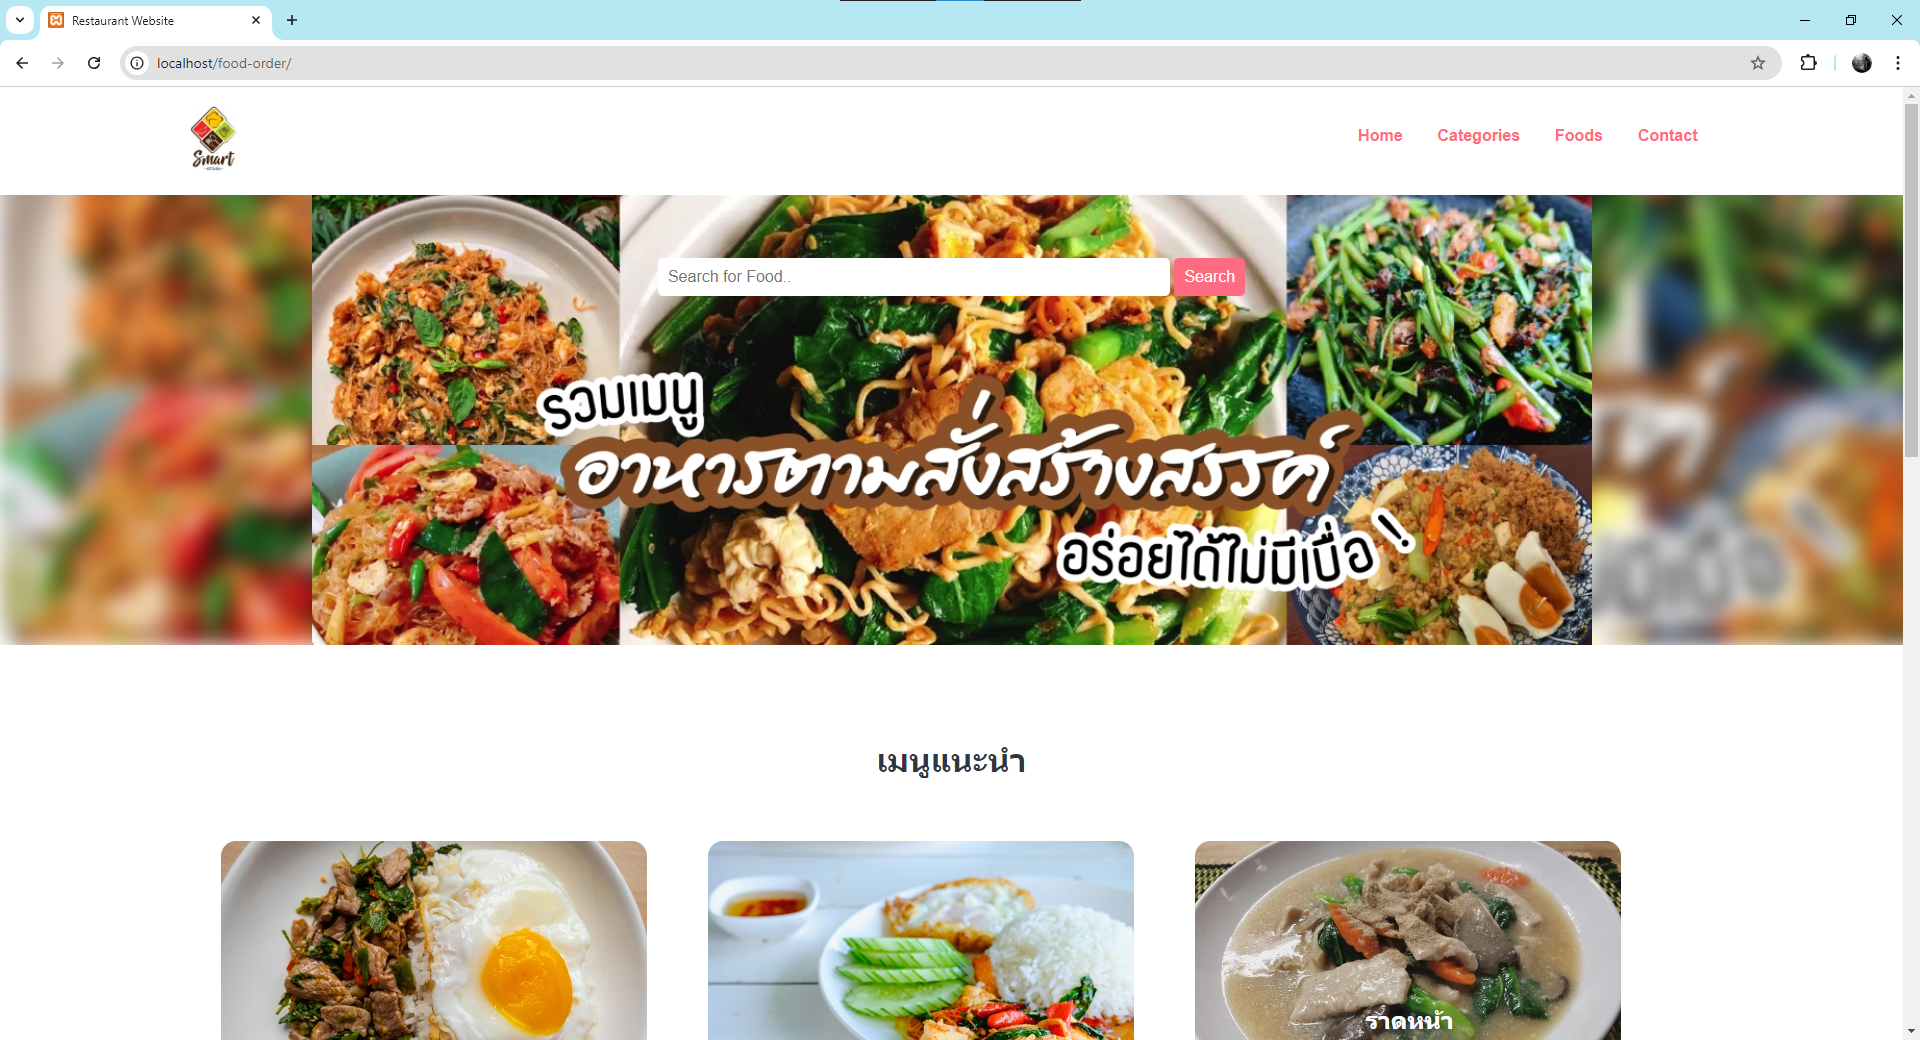 Restaurant Website
localhost/food-order/
Smart
Home
Categories
Foods
Contact
Search for Food..
Search
รวมเมนู
อาหารตามสั่งสร้างสรรค์
อร่อยได้ไม่มีเบื่อ !
เมนูแนะนำ
ราดหน้า